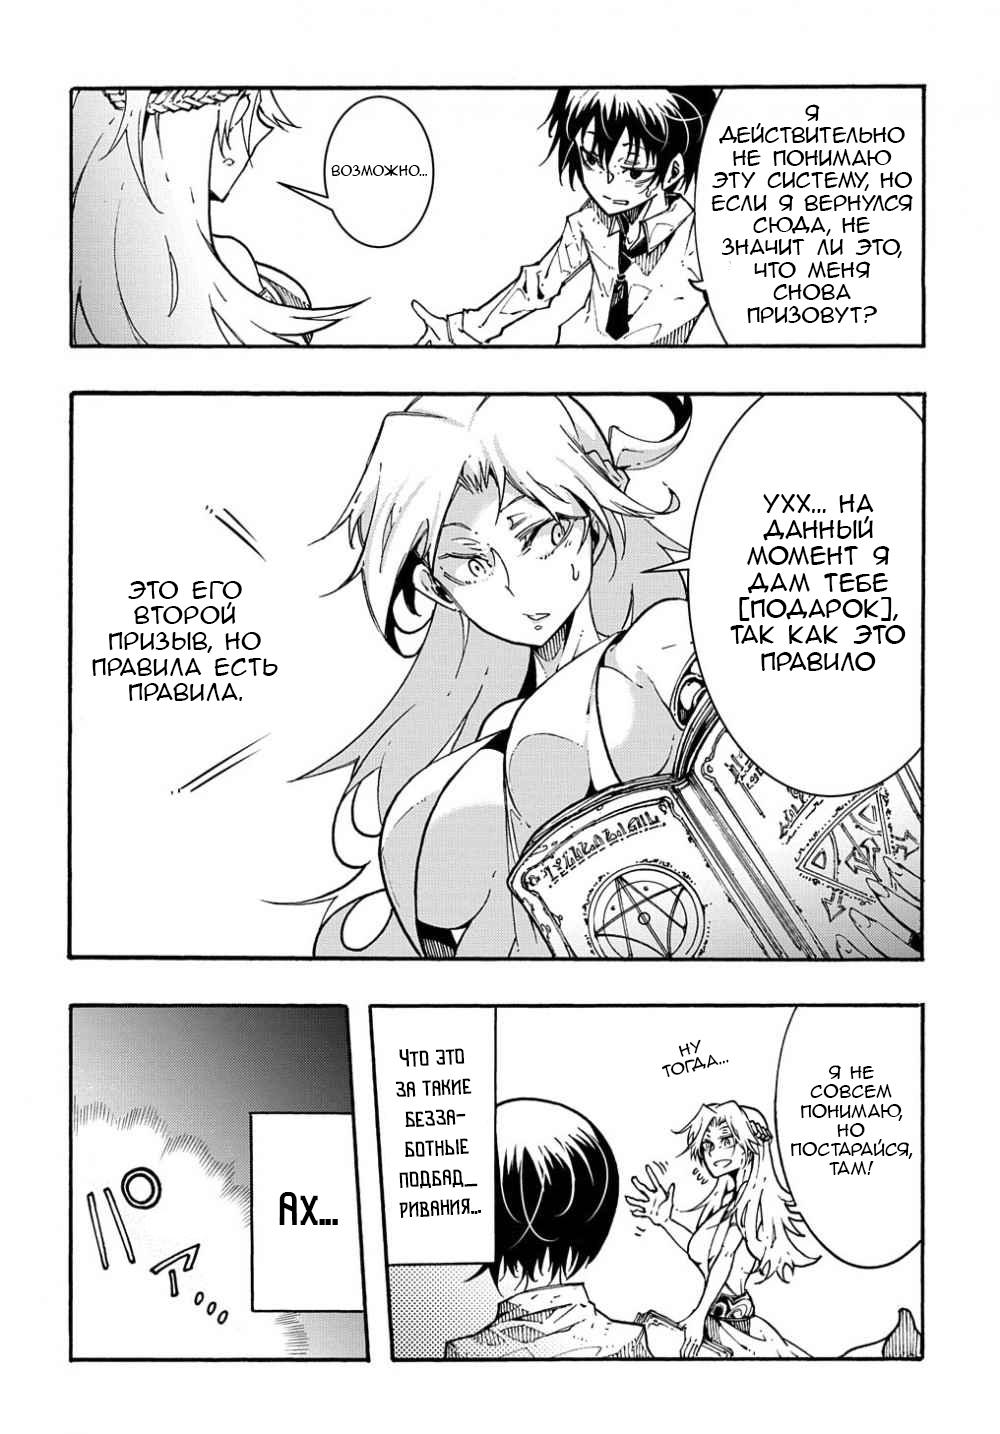 Я
ДЕЙСТВИТЕЛЬНО
НЕ ПОНИМАЮ
ЭТУ СИСТЕМУ, НО
ЕСЛИ Я ВЕРНУЛСЯ
СЮДА, НЕ
ЗНАЧИТ ЛИ ЭТО,
ЧТО МЕНЯ
СНОВА
ПРИЗОВУТ?
ВОЗМОЖНО...
УХХ... НА
ДАННЫЙ
МОМЕНТ Я
ДАМ ТЕБЕ
[ПОДАРОК],
ТАК КАК ЭТО
ПРАВИЛО
ЭТО ЕГО
ВТОРОЙ
ПРИЗЫВ, НО
ПРАВИЛА ЕСТЬ
ПРАВИЛА.
Я НЕ
СОВСЕМ
ПОНИМАЮ,
НО
ПОСТАРАЙСЯ,
ТАМ!
НУ
ТОГДА...
ЧТО ЭТО
ЗА ТАКИЕ
БЕЗЗА-
БОТНЫЕ
ПОДБАД_
РИВАНИЯ...
АХ...